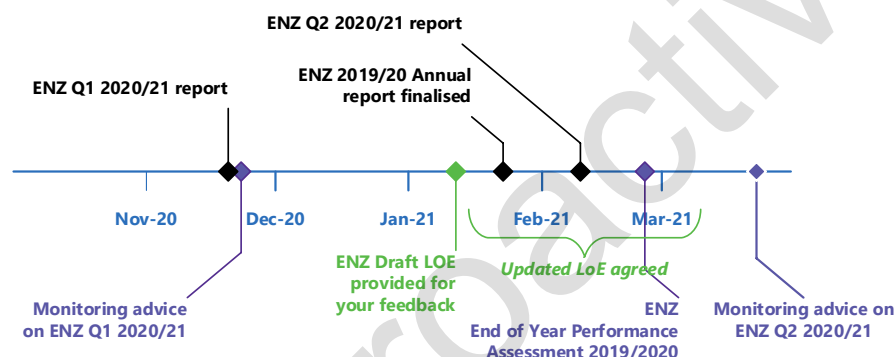 ENZ Q2 2020/21 report
ENZ 2019/20 Annual
report finalised
ENZ Q1 2020/21 report
Nov-20
Dec-20
Jan-21
Feb-21
Mar-21
ENZ Draft LOE
provided for
your feedback
Updated LoE agreed
Monitoring advice
on ENZ Q1 2020/21
ENZ
End of Year Performance
Assessment 2019/2020
Monitoring advice on
ENZ Q2 2020/21
roactiv